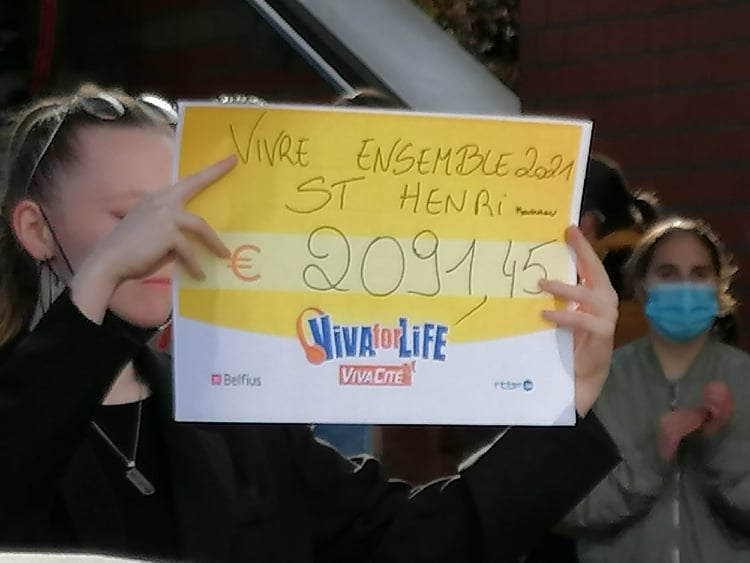 VIVRE ENSEMBLE 2021
ST HENRI
€ 2091,45
VIVA for LIFE
VIVACITÉ
Belfius
rtbf